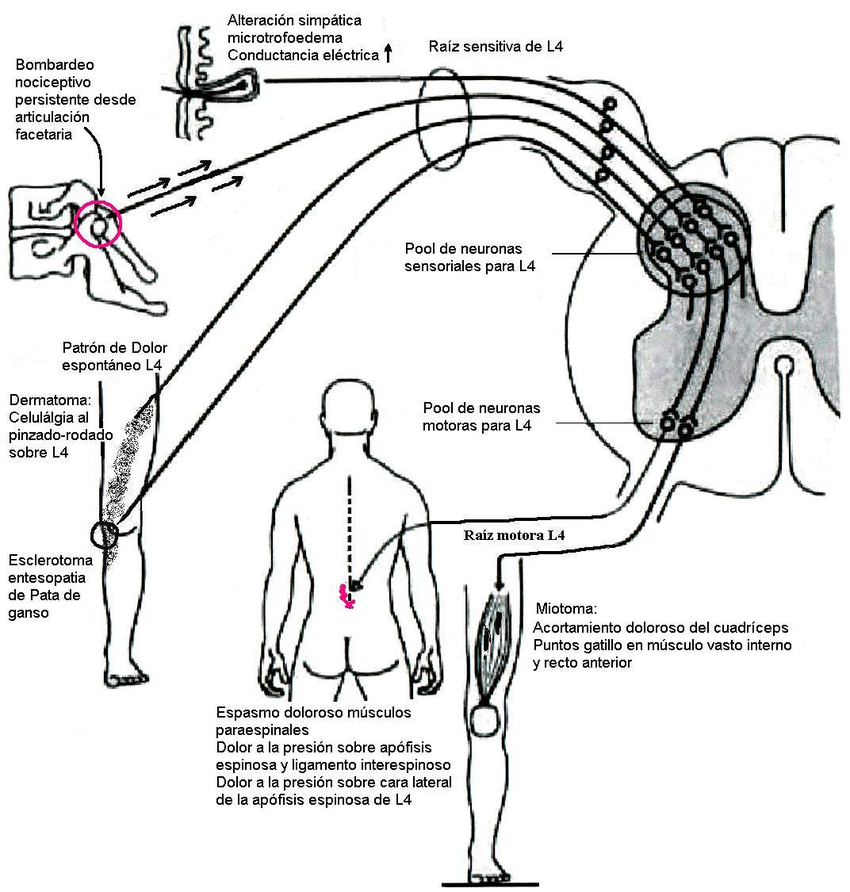 Alteración simpática
microtrofoedema
Conductancia eléctrica
Raíz sensitiva de L4
Bombardeo
nociceptivo
persistente desde
articulación
facetaria
Pool de neuronas
sensoriales para L4
Patrón de Dolor
espontáneo L4
Dermatoma:
Celulálgia al
pinzado-rodado
sobre L4
Pool de neuronas
motoras para L4
Raíz motora L4
Esclerotoma
entesopatia
de Pata de
ganso
Miotoma:
Acortamiento doloroso del cuadríceps
Puntos gatillo en músculo vasto interno
y recto anterior
Espasmo doloroso músculos
paraespinales
Dolor a la presión sobre apófisis
espinosa y ligamento interespinoso
Dolor a la presión sobre cara lateral
de la apófisis espinosa de L4